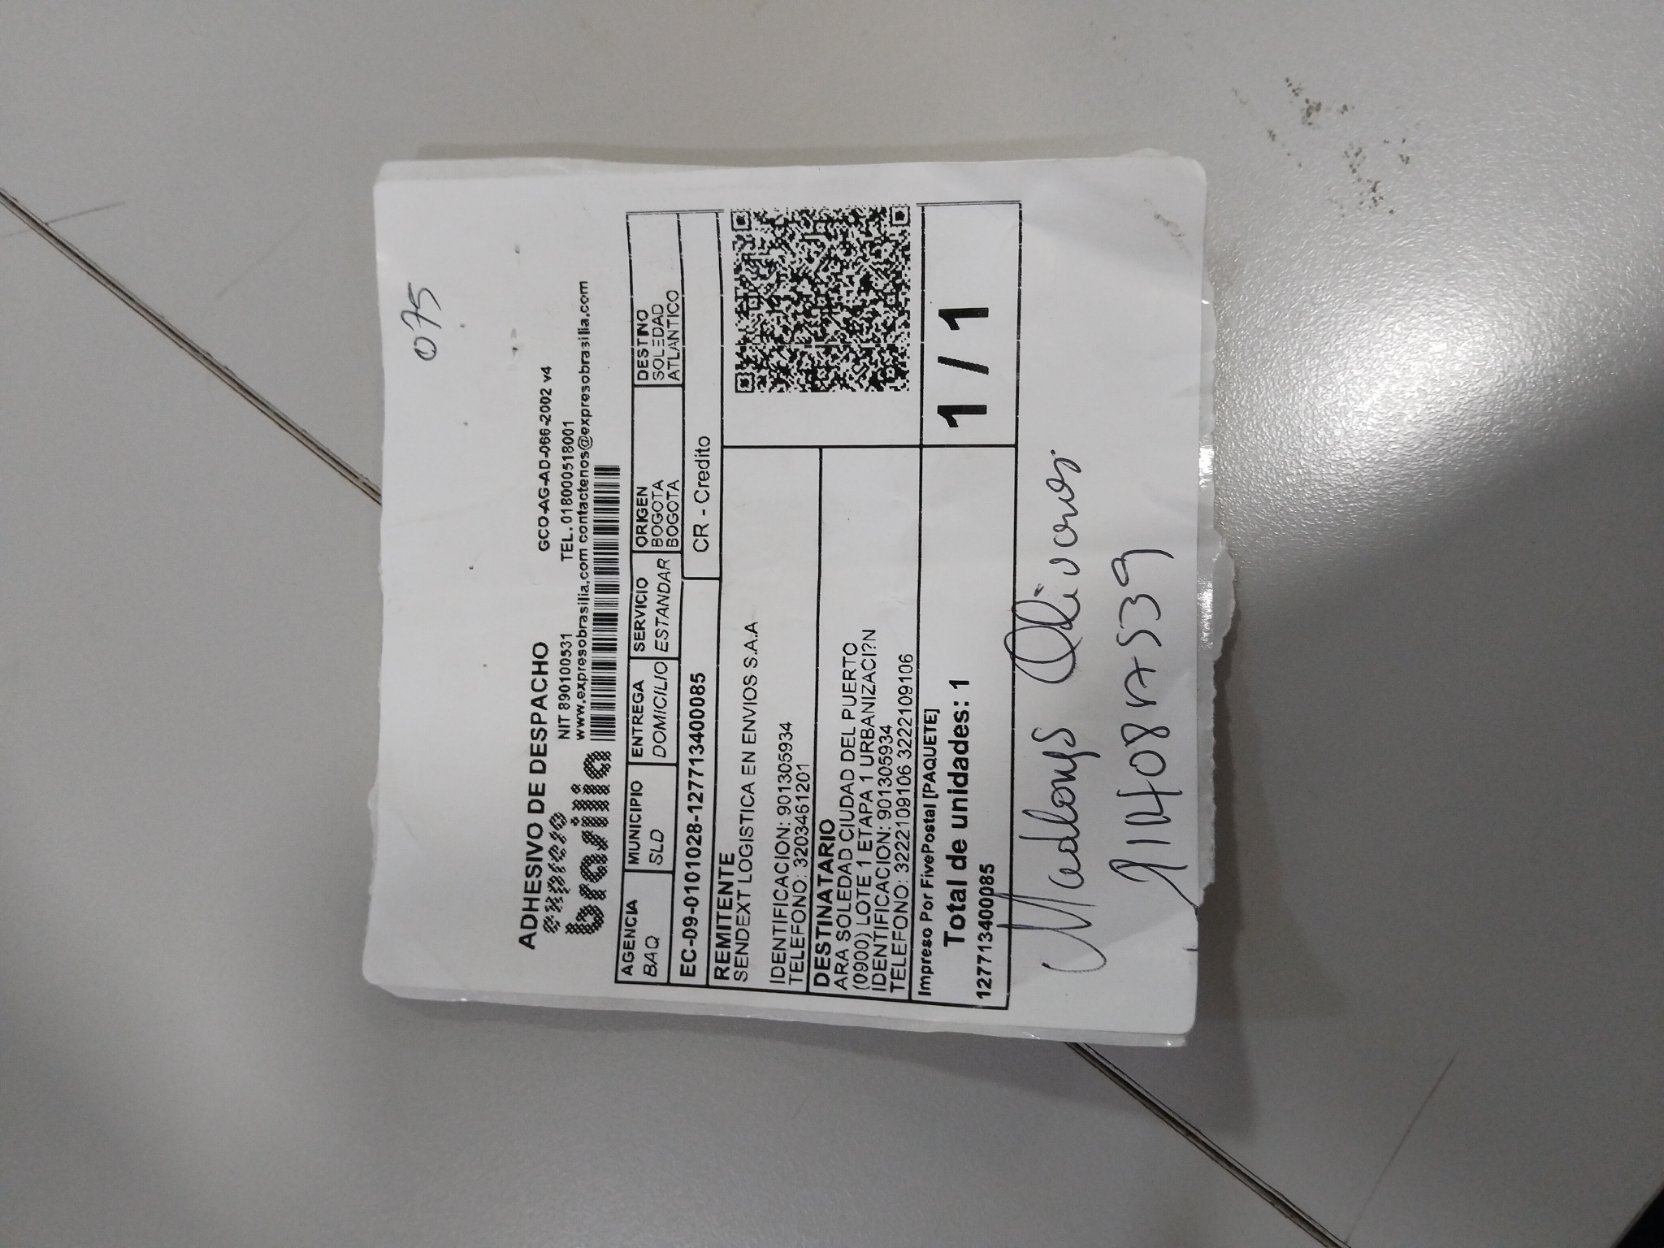 075
ADHESIVO DE DESPACHO
GCO-AG-AD-066-2002 v4
expreso
brasilia
NIT 890100531 TEL. 018000518001
www.expresobrasilia.com contactenos@expresobrasilia.com
AGENCIA MUNICIPIO ENTREGA SERVICIO ORIGEN DESTINO
BAQ SLD DOMICILIO ESTANDAR BOGOTA SOLEDAD
BOGOTA ATLANTICO
EC-09-0101028-127713400085 CR - Credito
REMITENTE
SENDEXT LOGISTICA EN ENVIOS S.A.A
IDENTIFICACION: 901305934
TELEFONO: 3203461201
DESTINATARIO
ARA SOLEDAD CIUDAD DEL PUERTO
(0900) LOTE 1 ETAPA 1 URBANIZACI?N
IDENTIFICACION: 901305934
TELEFONO: 3222109106 3222109106
Impreso Por FivePostal [PAQUETE]
Total de unidades: 1
1 / 1
127713400085
Olivares